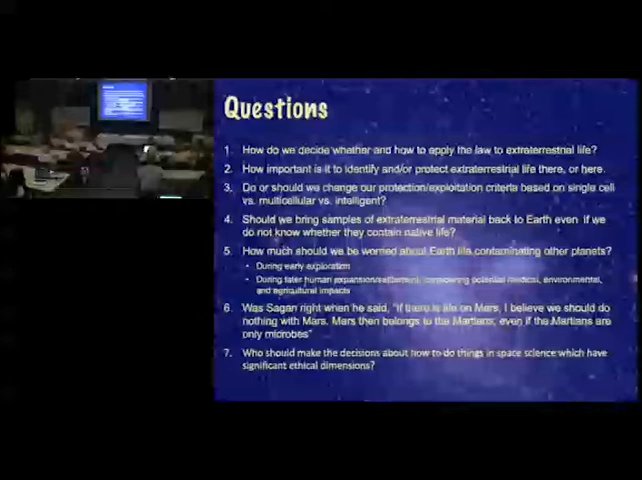 Questions
1. How do we decide whether and how to apply the law to extraterrestrial life?
2. How important is it to identify and/or protect extraterrestrial life there, or here.
3. Do or should we change our protection/exploitation criteria based on single cell
vs. multicellular vs. intelligent?
4. Should we bring samples of extraterrestrial material back to Earth even if we
do not know whether they contain native life?
5. How much should we be worried about Earth life contaminating other planets?
• During early exploration
• During later human expansion/settlement, considering potential medical, environmental,
and agricultural impacts
6. Was Sagan right when he said, "If there is life on Mars, I believe we should do
nothing with Mars. Mars then belongs to the Martians, even if the Martians are
only microbes"
7. Who should make the decisions about how to do things in space science which have
significant ethical dimensions?